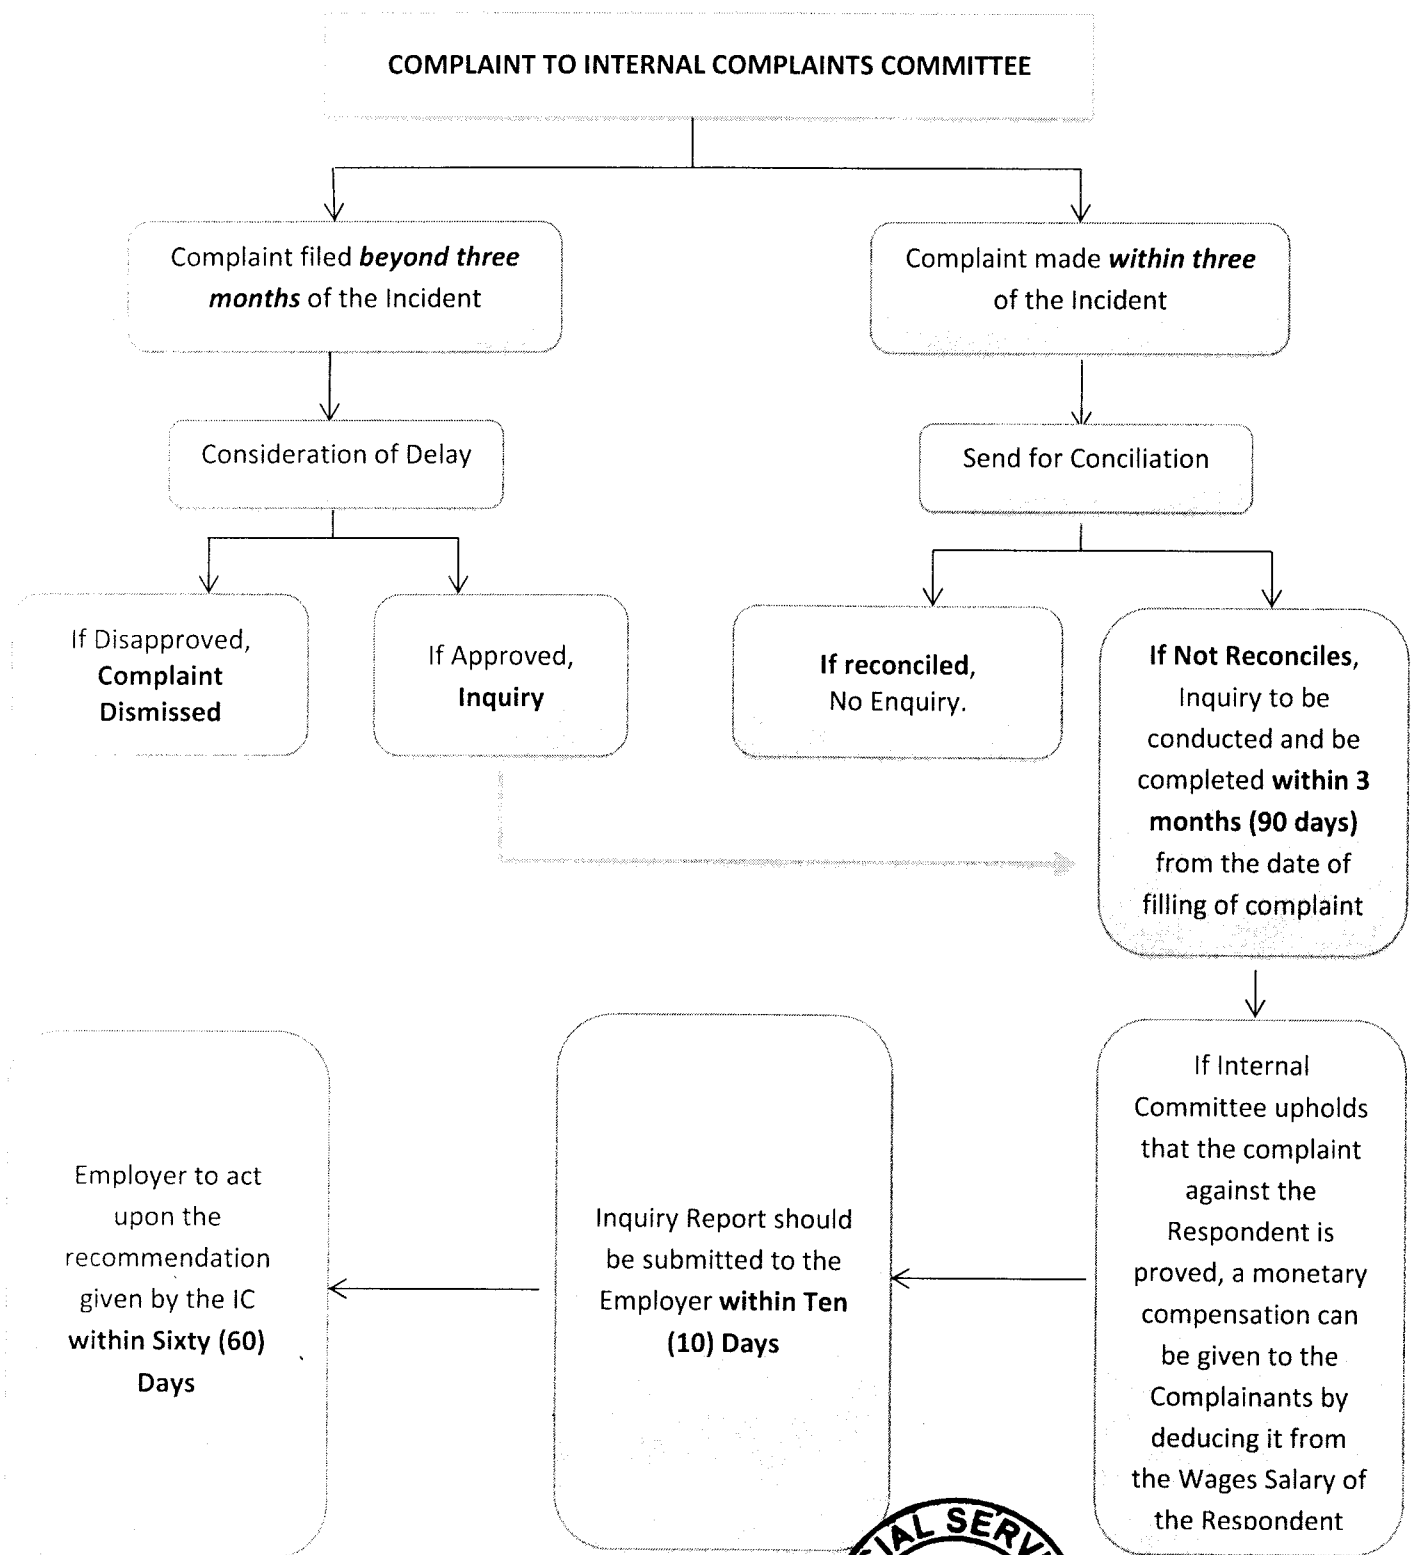 COMPLAINT TO INTERNAL COMPLAINTS COMMITTEE
Complaint filed beyond three
months of the Incident
Complaint made within three
of the Incident
Consideration of Delay
Send for Conciliation
If Disapproved,
Complaint
Dismissed
If Approved,
Inquiry
If reconciled,
No Enquiry.
If Not Reconciles,
Inquiry to be
conducted and be
completed within 3
months (90 days)
from the date of
filling of complaint
If Internal
Committee upholds
that the complaint
against the
Respondent is
proved, a monetary
compensation can
be given to the
Complainants by
deducing it from
the Wages Salary of
the Respondent
Inquiry Report should
be submitted to the
Employer within Ten
(10) Days
Employer to act
upon the
recommendation
given by the IC
within Sixty (60)
Days